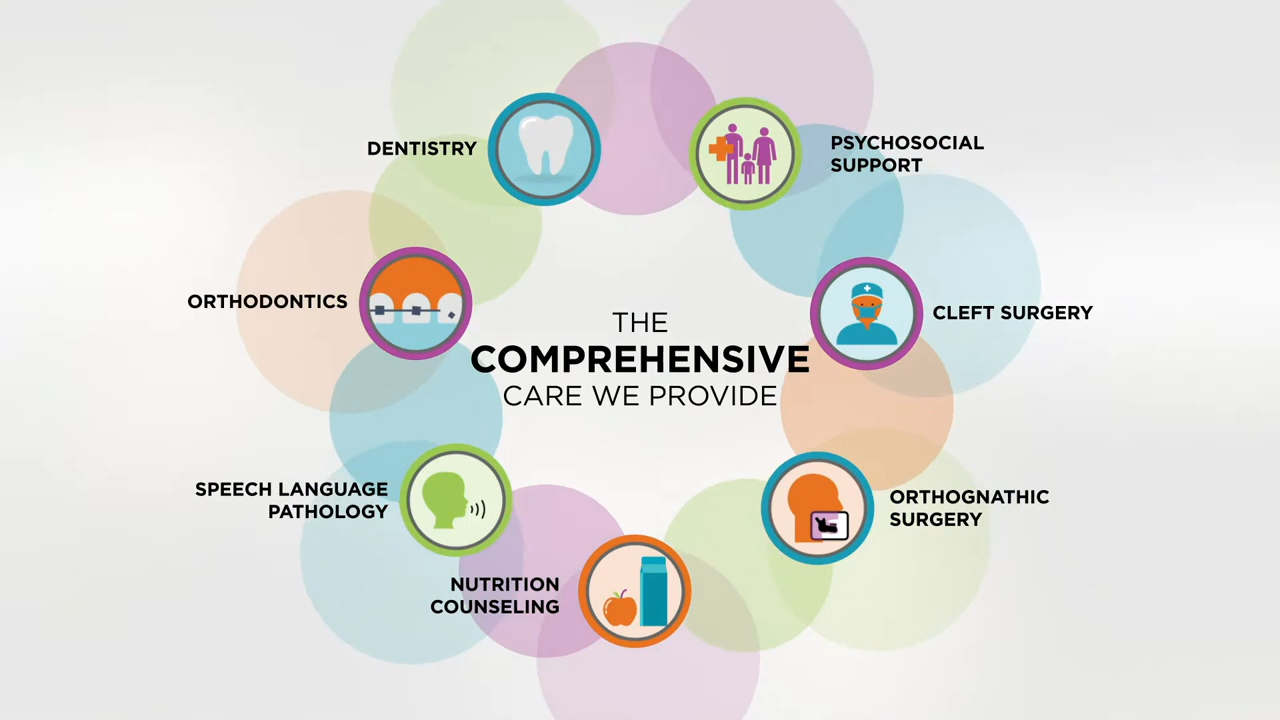 DENTISTRY
PSYCHOSOCIAL
SUPPORT
ORTHODONTICS
CLEFT SURGERY
THE
COMPREHENSIVE
CARE WE PROVIDE
SPEECH LANGUAGE
PATHOLOGY
ORTHOGNATHIC
SURGERY
NUTRITION
COUNSELING